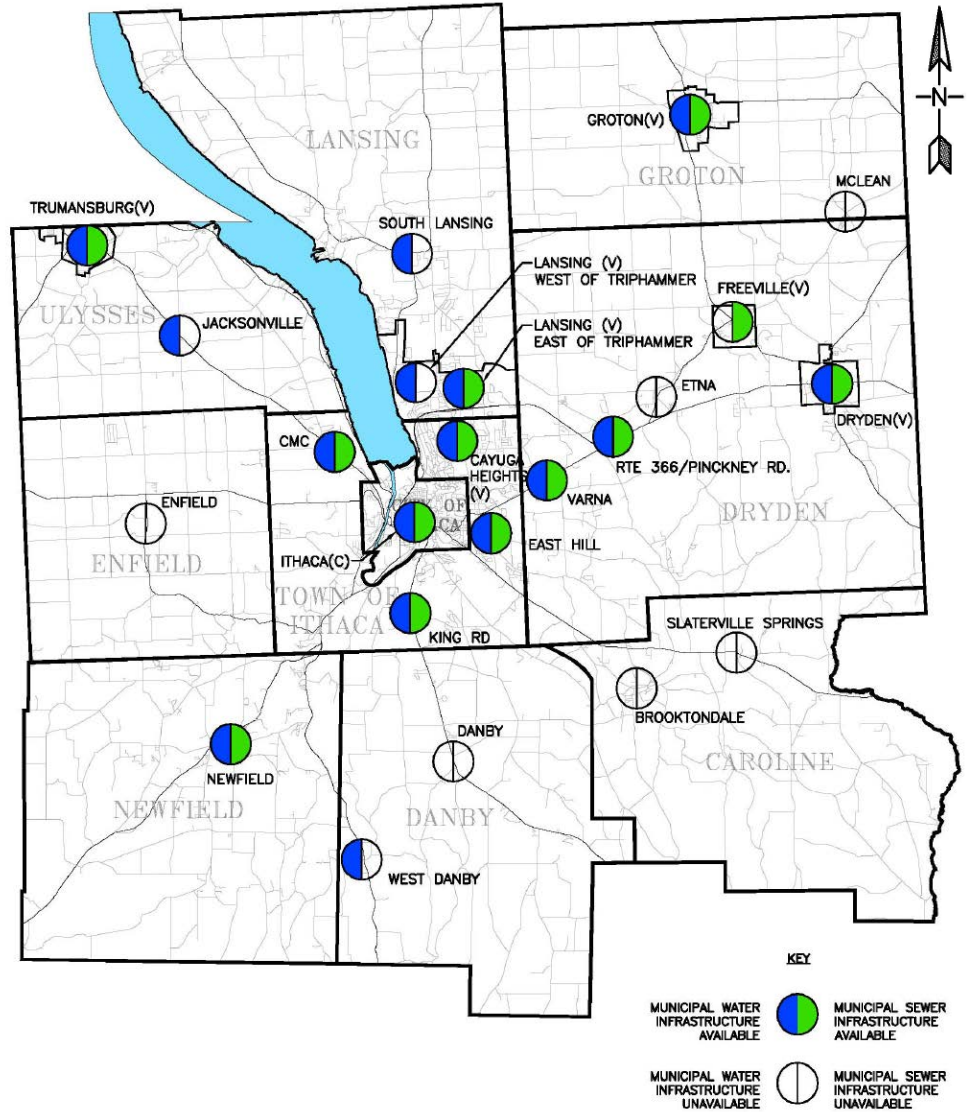 N
LANSING
GROTON(V)
GROTON
MCLEAN
TRUMANSBURG(V)
SOUTH LANSING
LANSING (V)
WEST OF TRIPHAMMER
FREEVILLE(V)
ULYSSES
JACKSONVILLE
LANSING (V)
EAST OF TRIPHAMMER
ETNA
DRYDEN(V)
CMC
CAYUGA
HEIGHTS
(V)
RTE 366/PINCKNEY RD.
VARNA
ENFIELD
CITY OF
DRYDEN
EAST HILL
ENFIELD
ITHACA(C)
TOWN OF
ITHACA
KING RD
SLATERVILLE SPRINGS
BROOKTONDALE
DANBY
CAROLINE
NEWFIELD
NEWFIELD
DANBY
WEST DANBY
KEY
MUNICIPAL WATER
INFRASTRUCTURE
AVAILABLE
MUNICIPAL SEWER
INFRASTRUCTURE
AVAILABLE
MUNICIPAL WATER
INFRASTRUCTURE
UNAVAILABLE
MUNICIPAL SEWER
INFRASTRUCTURE
UNAVAILABLE